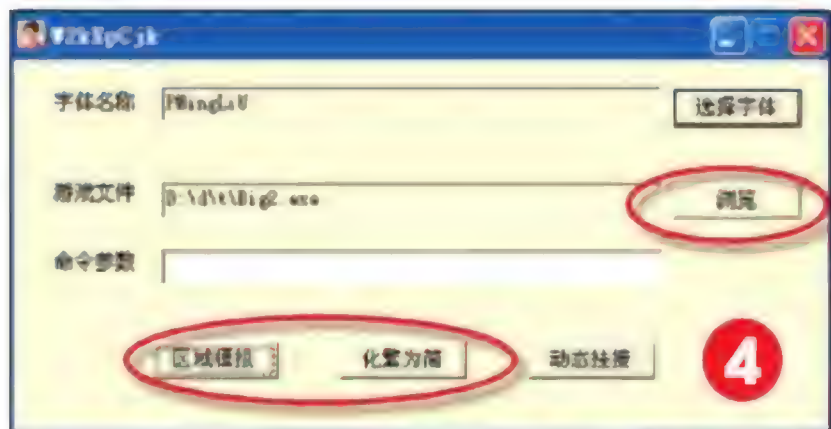 字体名称 PMingLiU 选择字体
游戏文件 D:\d\t\Big2.exe 浏览
命令参数
区域模拟 化繁为简 动态挂接
4